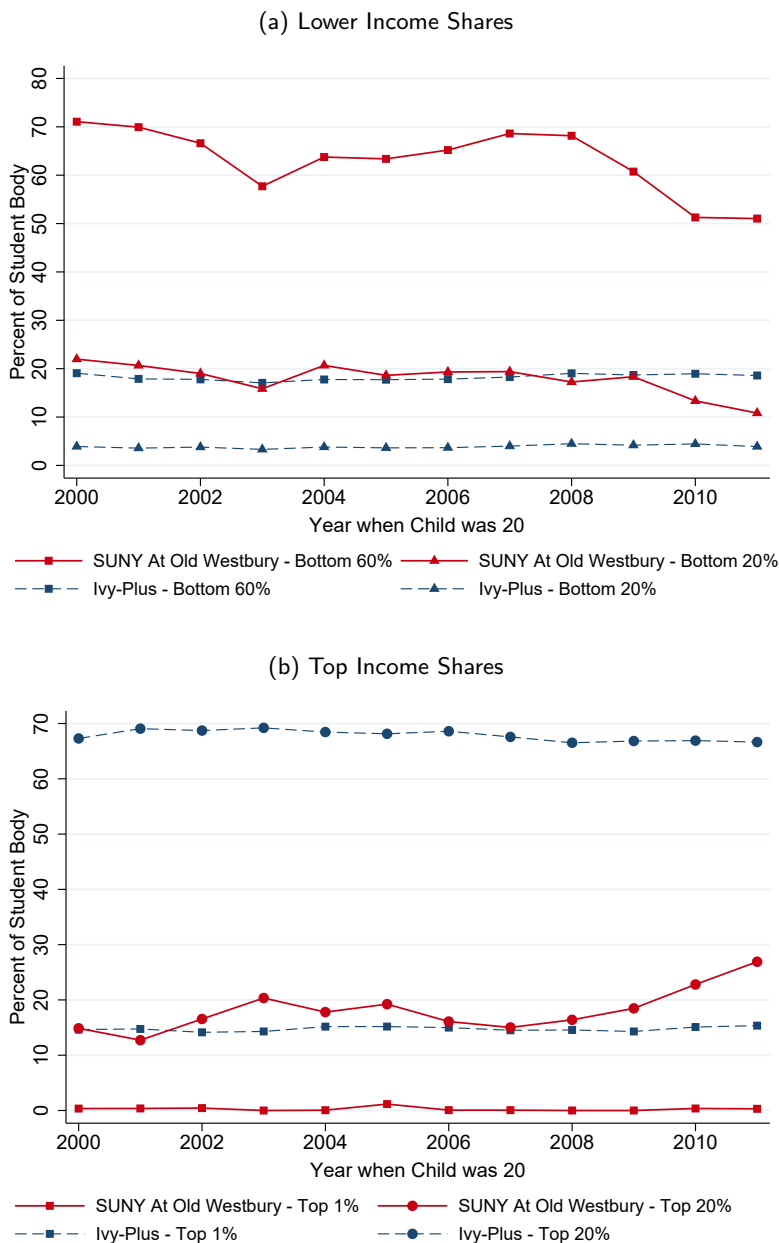 (a) Lower Income Shares
Percent of Student Body
80
70
60
50
40
30
20
10
0
2000 2002 2004 2006 2008 2010
Year when Child was 20
SUNY At Old Westbury - Bottom 60% SUNY At Old Westbury - Bottom 20%
Ivy-Plus - Bottom 60% Ivy-Plus - Bottom 20%
(b) Top Income Shares
Percent of Student Body
70
60
50
40
30
20
10
0
2000 2002 2004 2006 2008 2010
Year when Child was 20
SUNY At Old Westbury - Top 1% SUNY At Old Westbury - Top 20%
Ivy-Plus - Top 1% Ivy-Plus - Top 20%